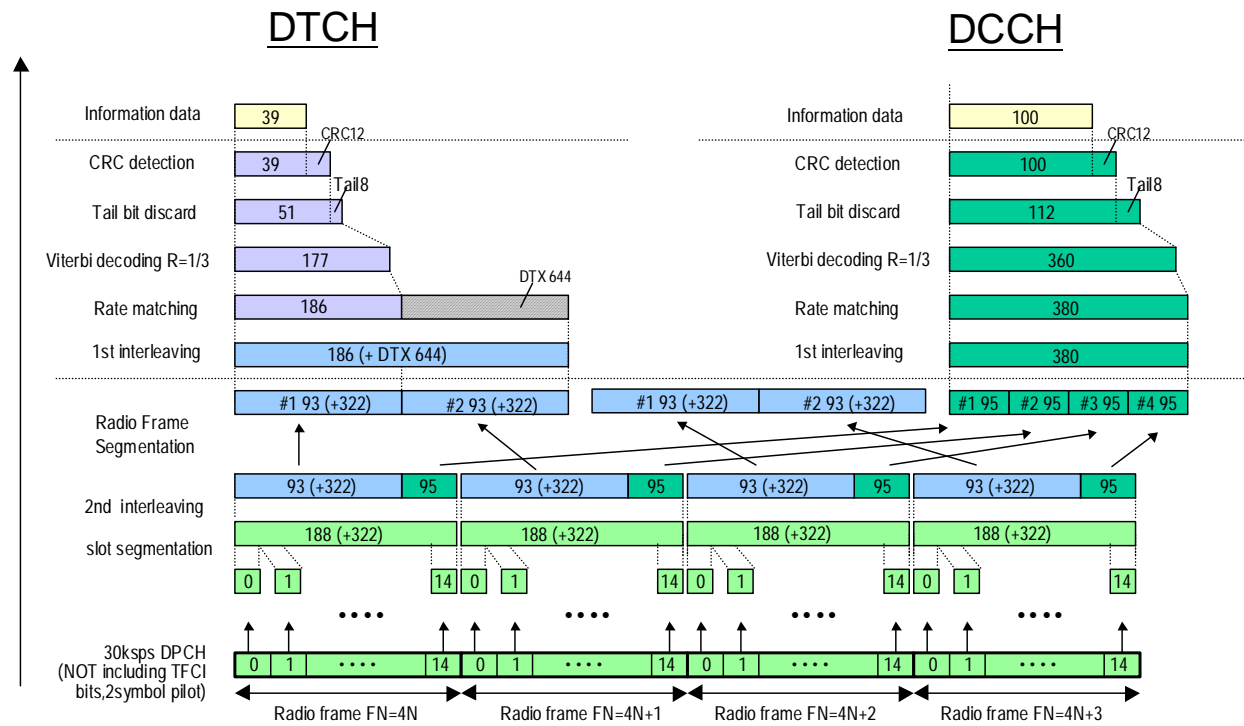 DTCH
DCCH
Information data
39
Information data
100
CRC12
CRC12
CRC detection
39
CRC detection
100
Tail8
Tail8
Tail bit discard
51
Tail bit discard
112
Viterbi decoding R=1/3
177
Viterbi decoding R=1/3
360
DTX 644
Rate matching
186
Rate matching
380
1st interleaving
186 (+ DTX 644)
1st interleaving
380
#1 93 (+322)
#2 93 (+322)
#1 93 (+322)
#2 93 (+322)
#1 95
#2 95
#3 95
#4 95
Radio Frame
Segmentation
93 (+322)
95
93 (+322)
95
93 (+322)
95
93 (+322)
95
2nd interleaving
188 (+322)
188 (+322)
188 (+322)
188 (+322)
slot segmentation
0
1
14
0
1
14
0
1
14
0
1
14
30ksps DPCH
(NOT including TFCI
bits,2symbol pilot)
0
1
14
0
1
14
0
1
14
0
1
14
Radio frame FN=4N
Radio frame FN=4N+1
Radio frame FN=4N+2
Radio frame FN=4N+3